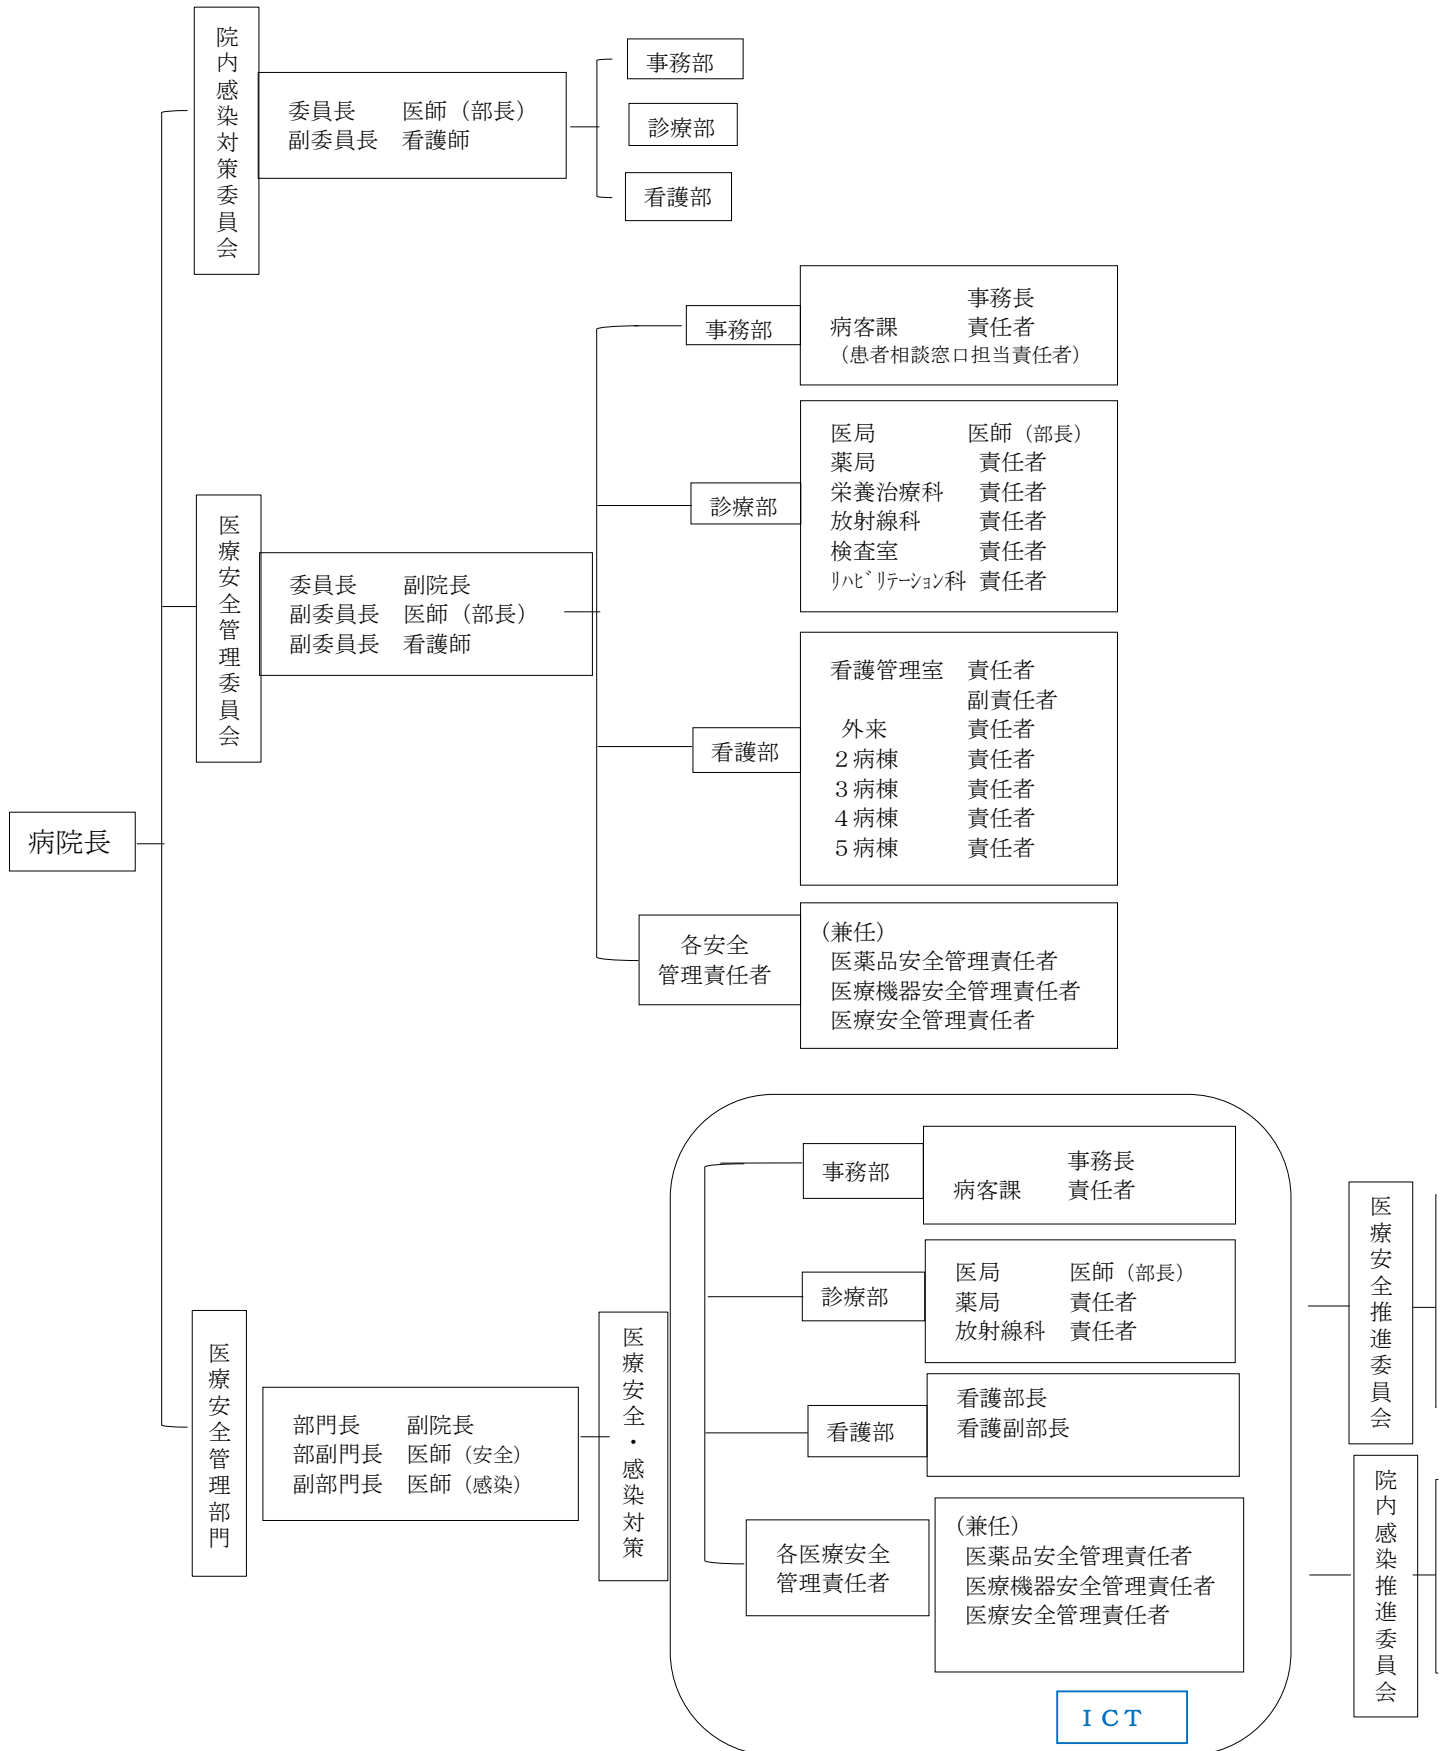 院内感染対策委員会
委員長 医師（部長）
副委員長 看護師
事務部
診療部
看護部
病院長
医療安全管理委員会
委員長 副院長
副委員長 医師（部長）
副委員長 看護師
事務部
事務長
病客課 責任者
（患者相談窓口担当責任者）
診療部
医局 医師（部長）
薬局 責任者
栄養治療科 責任者
放射線科 責任者
検査室 責任者
ﾘﾊﾋﾞﾘﾃｰｼｮﾝ科 責任者
看護部
看護管理室 責任者
副責任者
外来 責任者
２病棟 責任者
３病棟 責任者
４病棟 責任者
５病棟 責任者
各安全
管理責任者
（兼任）
医薬品安全管理責任者
医療機器安全管理責任者
医療安全管理責任者
医療安全管理部門
部門長 副院長
部副門長 医師（安全）
副部門長 医師（感染）
医療安全・感染対策
事務部
事務長
病客課 責任者
診療部
医局 医師（部長）
薬局 責任者
放射線科 責任者
看護部
看護部長
看護副部長
各医療安全
管理責任者
（兼任）
医薬品安全管理責任者
医療機器安全管理責任者
医療安全管理責任者
ＩＣＴ
医療安全推進委員会
院内感染推進委員会